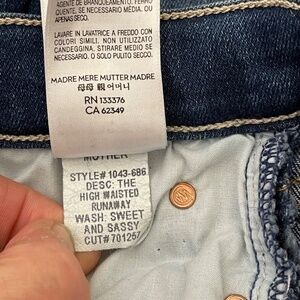 AGENTE DE BRANQUEAMENTO. FERRO
QUENTE, SE NECESSÁRIO MÉDIA. OU
APENAS SECO.
LAVARE IN LAVATRICE A FREDDO CON
COLORI SIMILI, NON UTILIZZATO
CANDEGGINA, STIRARE MEDIO SE
NECESSARIO. O SOLO PULITO SECCO.
MADRE MERE MUTTER MADRE
母母 親 어머니
RN 133376
CA 62349
MOTHER
STYLE# 1043-686
DESC: THE
HIGH WAISTED
RUNAWAY
WASH: SWEET
AND SASSY
CUT# 701257